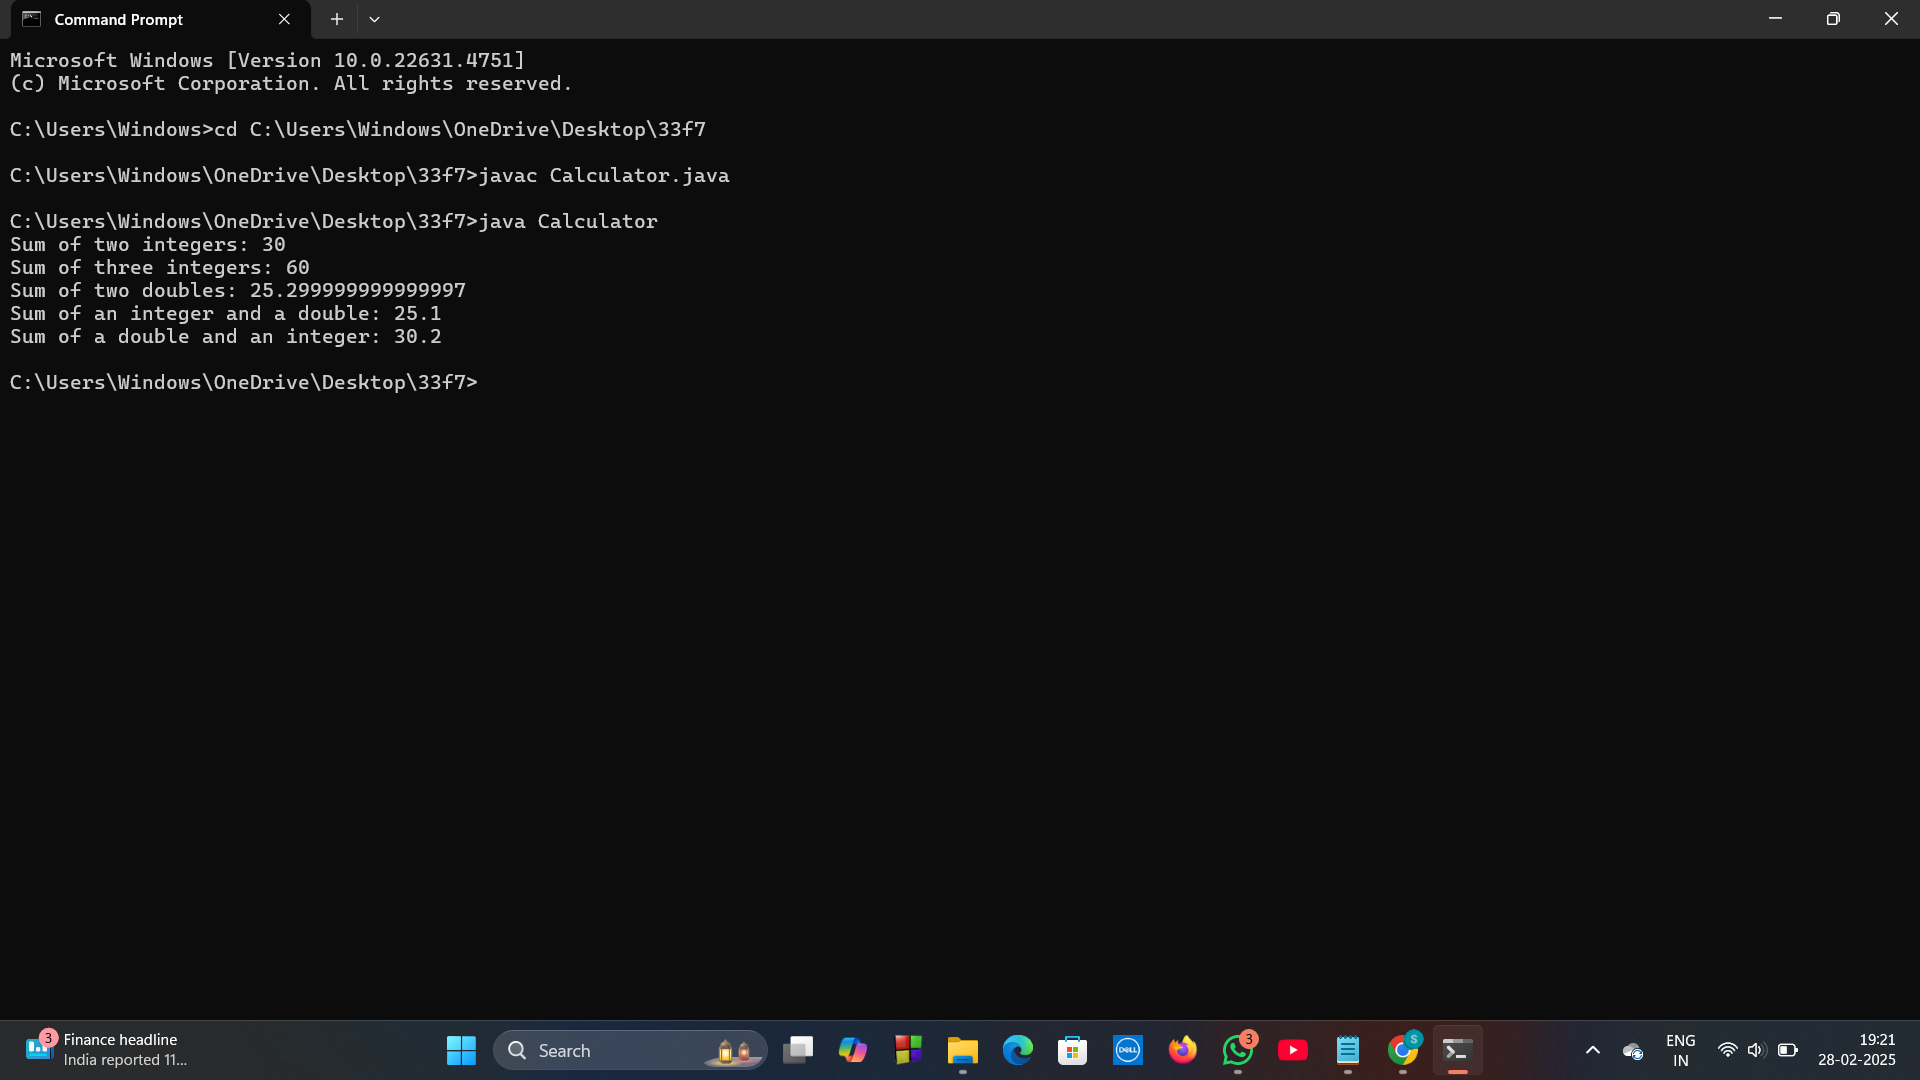 Command Prompt
Microsoft Windows [Version 10.0.22631.4751]
(c) Microsoft Corporation. All rights reserved.
C:\Users\Windows>cd C:\Users\Windows\OneDrive\Desktop\33f7
C:\Users\Windows\OneDrive\Desktop\33f7>javac Calculator.java
C:\Users\Windows\OneDrive\Desktop\33f7>java Calculator
Sum of two integers: 30
Sum of three integers: 60
Sum of two doubles: 25.299999999999997
Sum of an integer and a double: 25.1
Sum of a double and an integer: 30.2
C:\Users\Windows\OneDrive\Desktop\33f7>
3
Finance headline
India reported 11...
Search
DELL
3
S
ENG
IN
19:21
28-02-2025